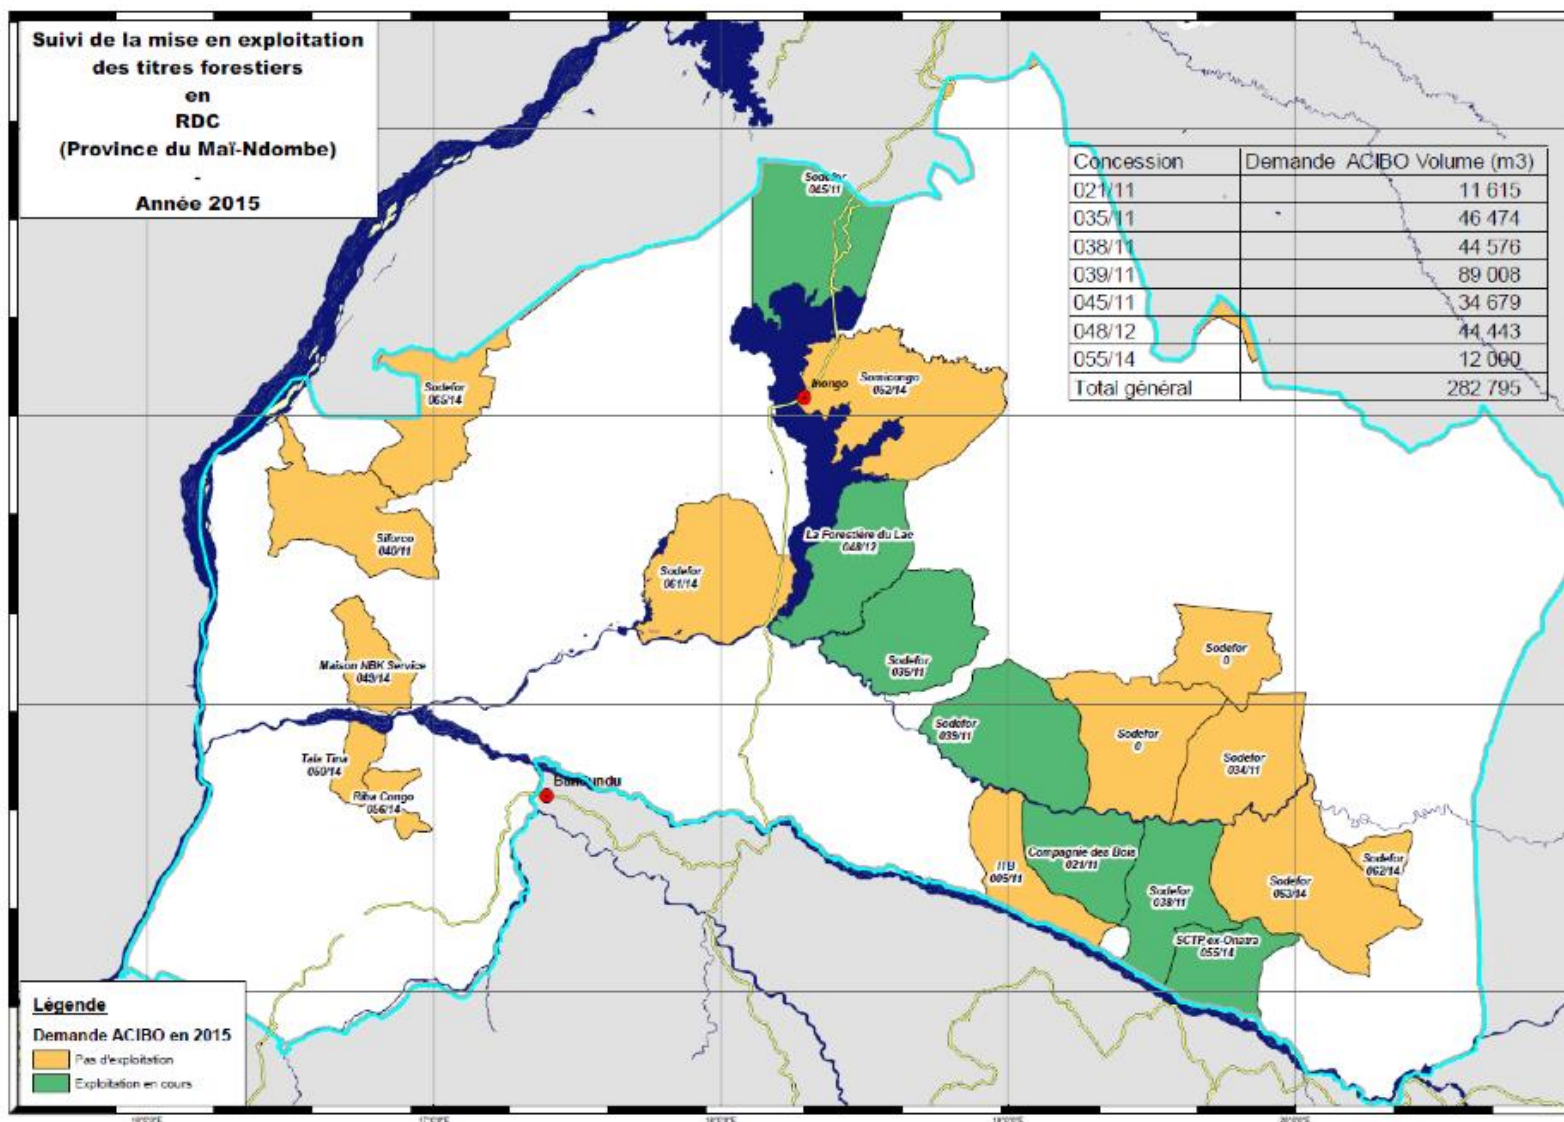 Suivi de la mise en exploitation
des titres forestiers
en
RDC
(Province du Maï-Ndombe)
-
Année 2015
Concession Demande ACIBO Volume (m3)
021/11 11 615
035/11 46 474
038/11 44 576
039/11 89 008
045/11 34 679
048/12 44 443
055/14 12 000
Total général 282 795
Sodefor
045/11
Sodefor
065/14
Inongo
Somicongo
052/14
Siforco
040/11
La Forestière du Lac
048/12
Sodefor
061/14
Sodefor
035/11
Maison NBK Service
049/14
Sodefor
0
Sodefor
039/11
Sodefor
0
Sodefor
034/11
Tala Tina
050/14
Riba Congo
056/14
Bandundu
ITB
005/11
Compagnie des Bois
021/11
Sodefor
038/11
Sodefor
063/14
Sodefor
062/14
SCTP ex-Onatra
055/14
Légende
Demande ACIBO en 2015
Pas d'exploitation
Exploitation en cours